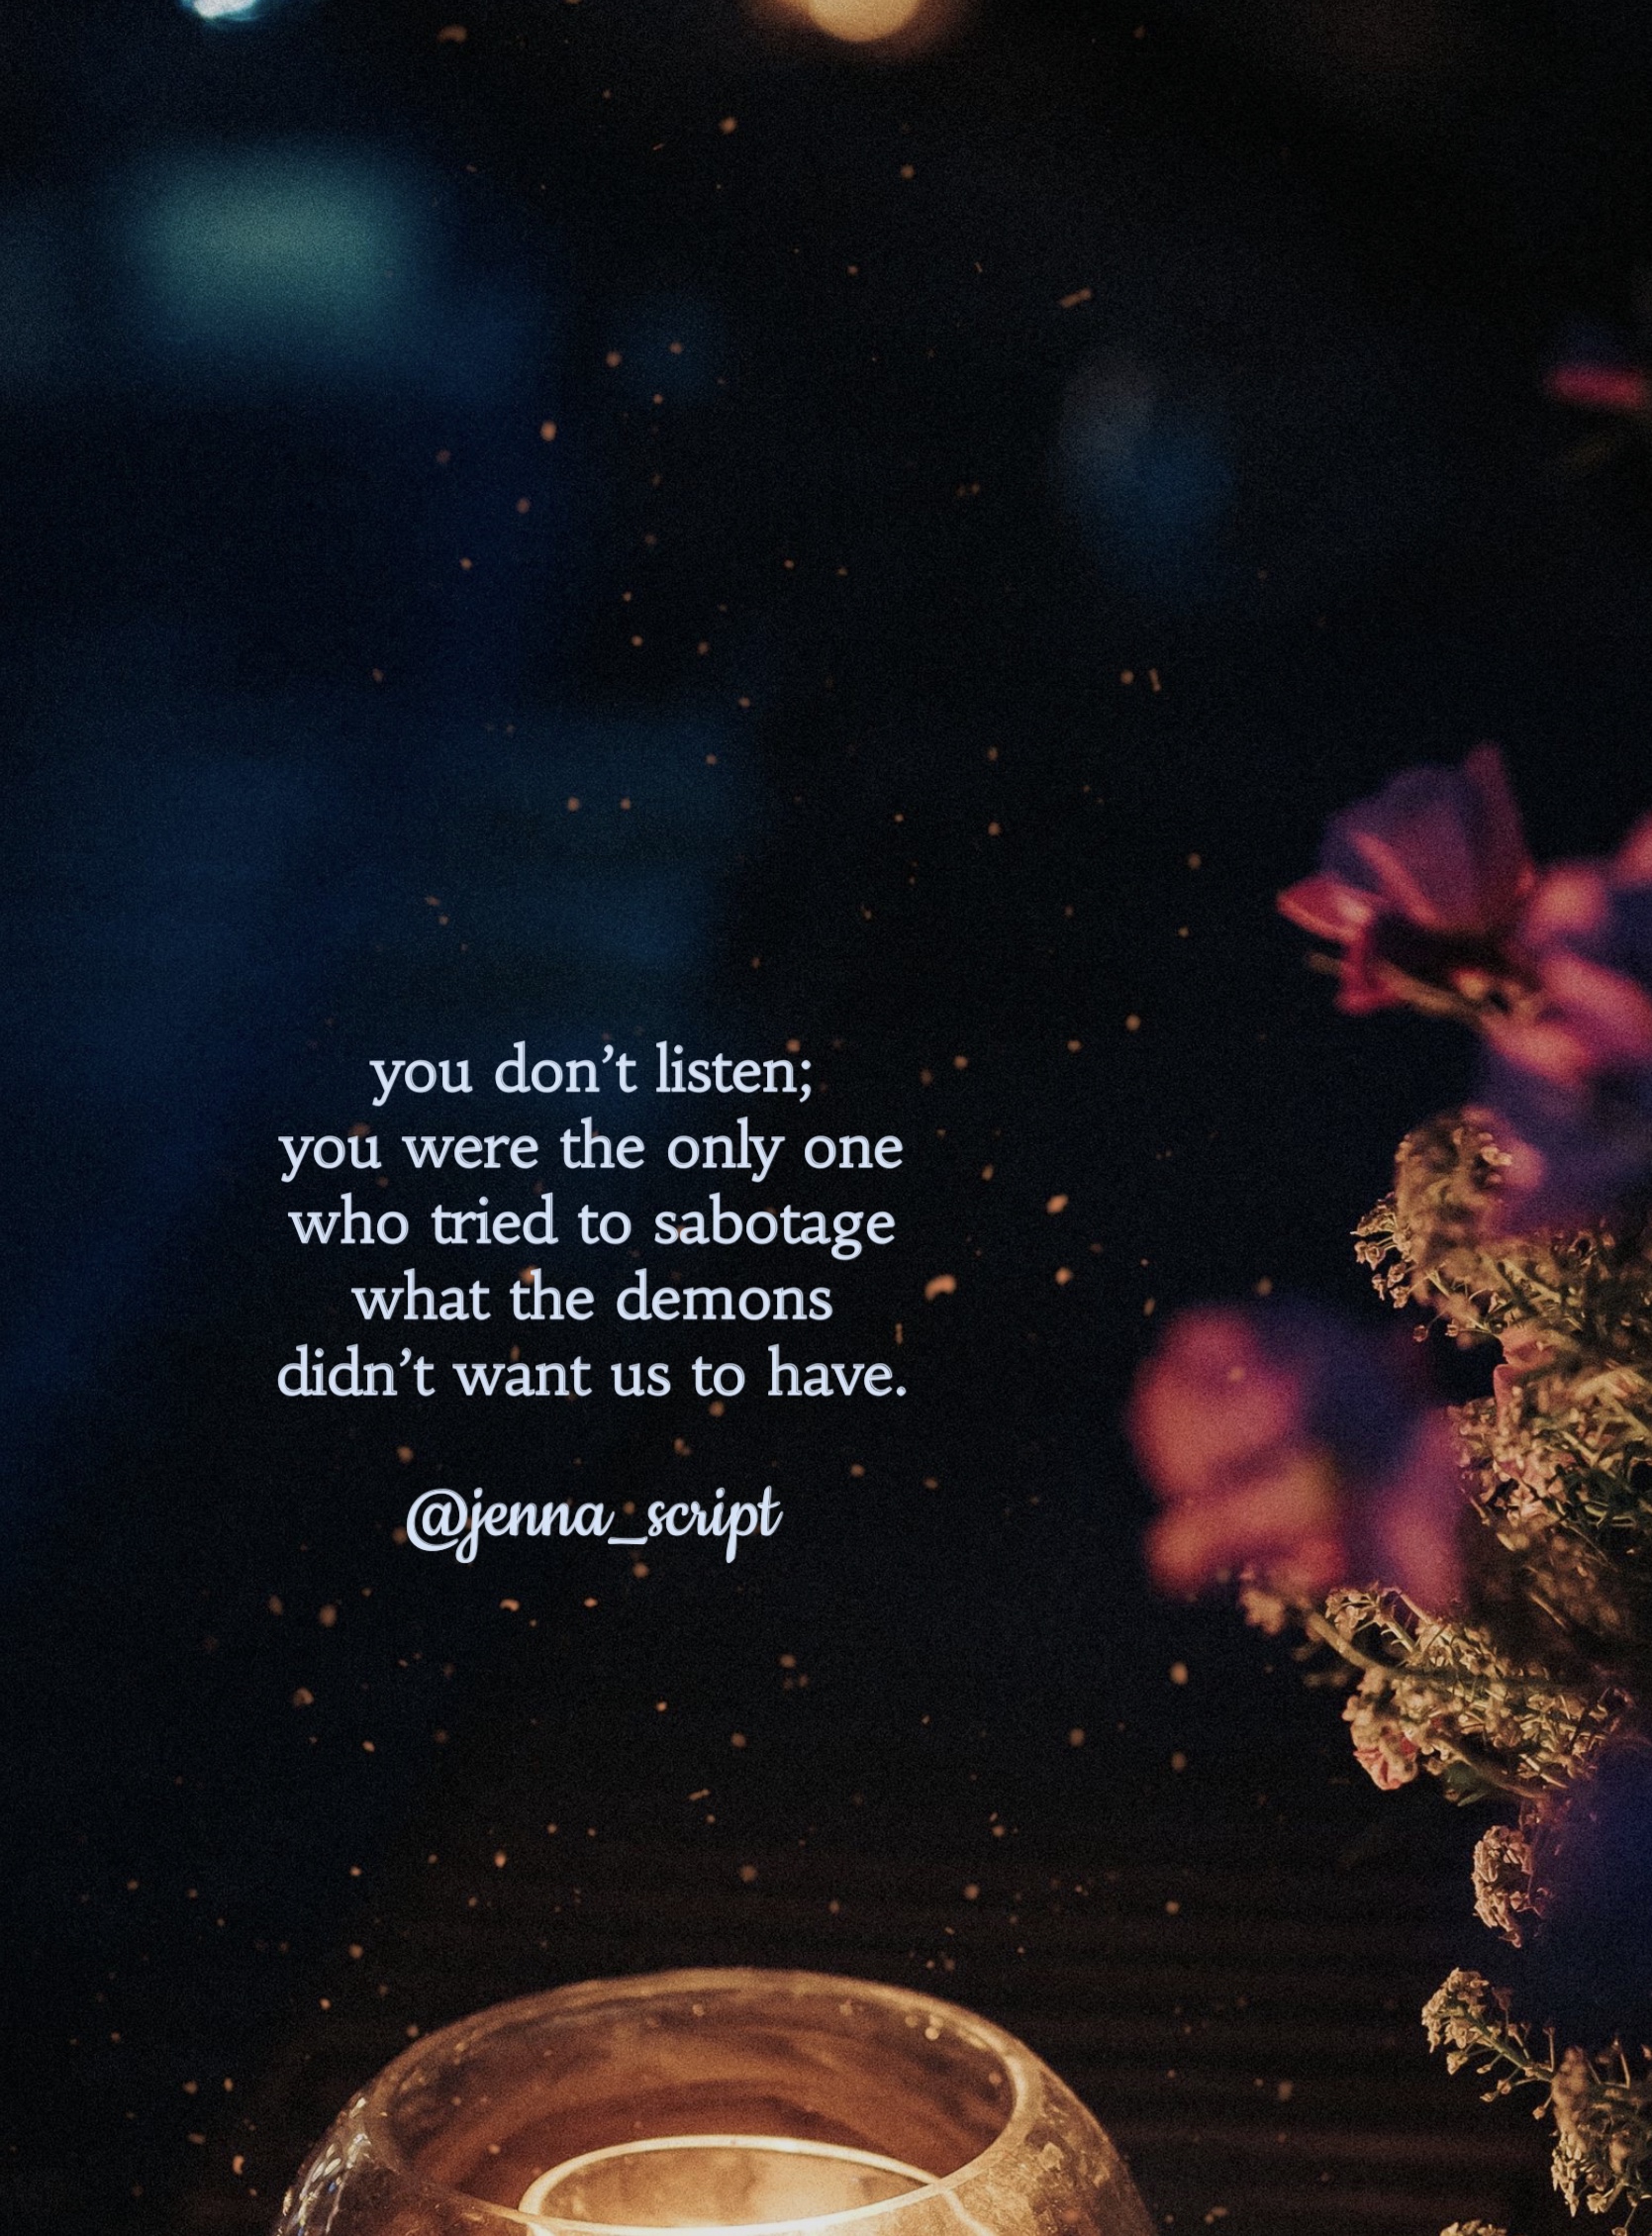 you don’t listen;
you were the only one
who tried to sabotage
what the demons
didn’t want us to have.
@jenna_script